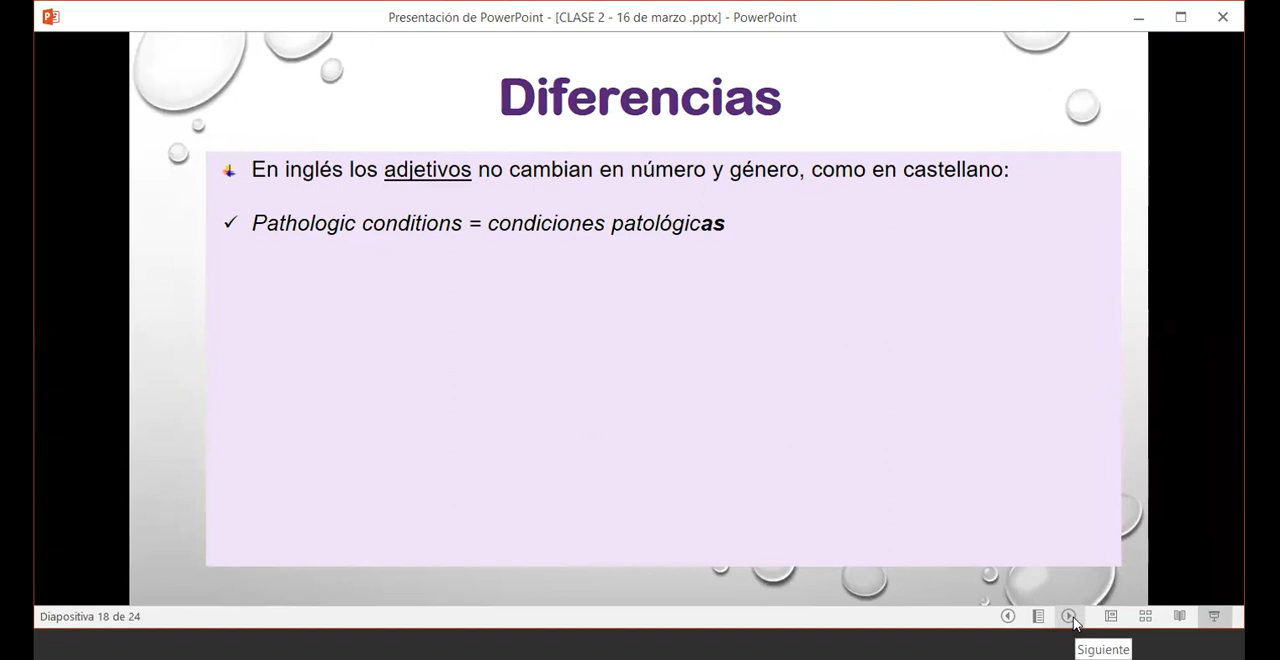 Presentación de PowerPoint - [CLASE 2 - 16 de marzo .pptx] - PowerPoint
Diferencias
En inglés los adjetivos no cambian en número y género, como en castellano:
✓ Pathologic conditions = condiciones patológicas
Diapositiva 18 de 24
Siguiente